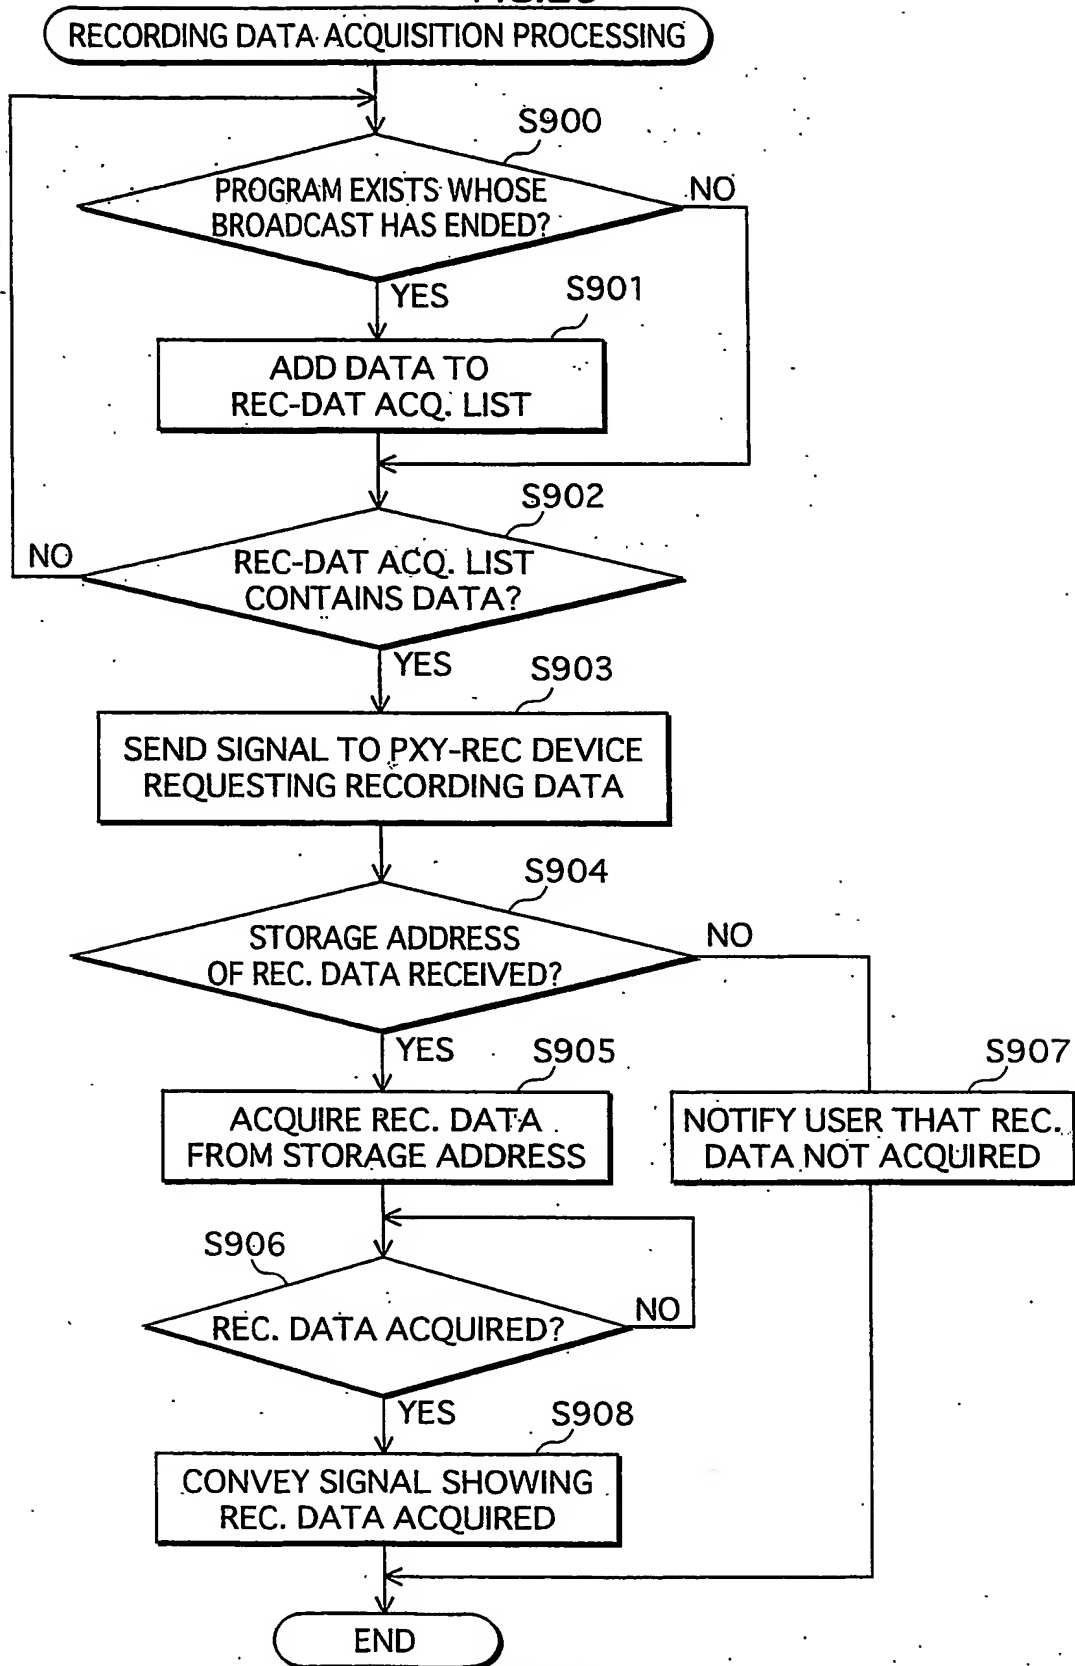 RECORDING DATA ACQUISITION PROCESSING
S900
PROGRAM EXISTS WHOSE
BROADCAST HAS ENDED?
NO
YES
S901
ADD DATA TO
REC-DAT ACQ. LIST
S902
NO
REC-DAT ACQ. LIST
CONTAINS DATA?
YES
S903
SEND SIGNAL TO PXY-REC DEVICE
REQUESTING RECORDING DATA
S904
STORAGE ADDRESS
OF REC. DATA RECEIVED?
NO
YES
S905
S907
ACQUIRE REC. DATA
FROM STORAGE ADDRESS
NOTIFY USER THAT REC.
DATA NOT ACQUIRED
S906
REC. DATA ACQUIRED?
NO
YES
S908
CONVEY SIGNAL SHOWING
REC. DATA ACQUIRED
END